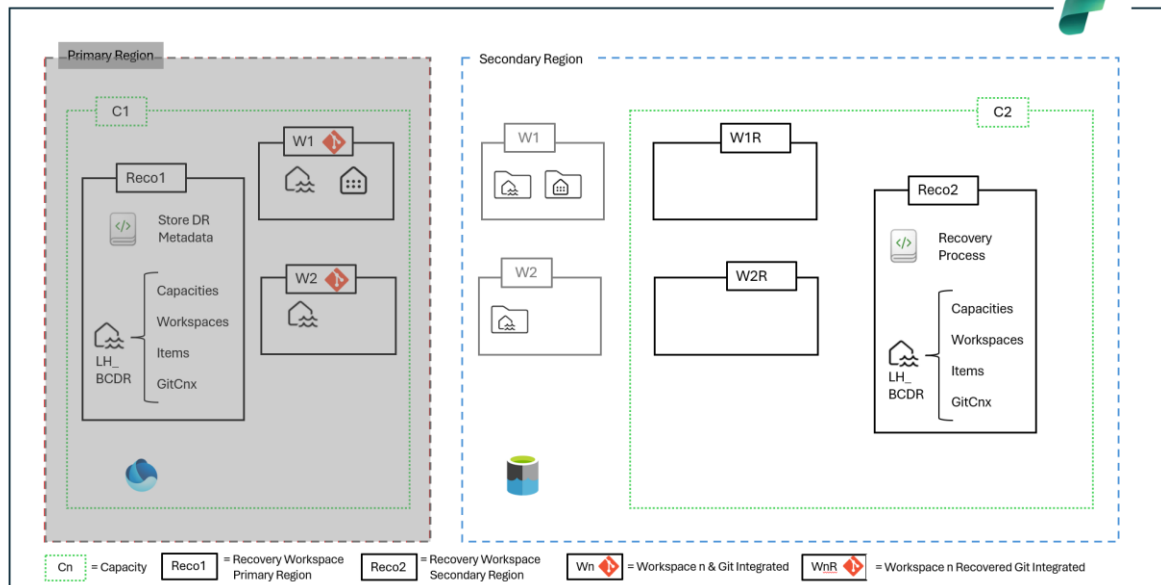 Primary Region
C1
Reco1
Store DR
Metadata
Capacities
Workspaces
Items
GitCnx
LH_
BCDR
W1
W2
Secondary Region
W1
W2
C2
W1R
W2R
Reco2
Recovery
Process
Capacities
Workspaces
Items
GitCnx
LH_
BCDR
Cn
= Capacity
Reco1
= Recovery Workspace
Primary Region
Reco2
= Recovery Workspace
Secondary Region
Wn
= Workspace n & Git Integrated
WnR
= Workspace n Recovered Git Integrated